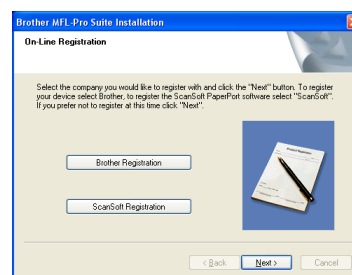 Brother MFL-Pro Suite Installation
On-Line Registration
Select the company you would like to register with and click the "Next" button. To register
your device select Brother, to register the ScanSoft PaperPort software select "ScanSoft".
If you prefer not to register at this time click "Next".
Brother Registration
ScanSoft Registration
< Back
Next >
Cancel